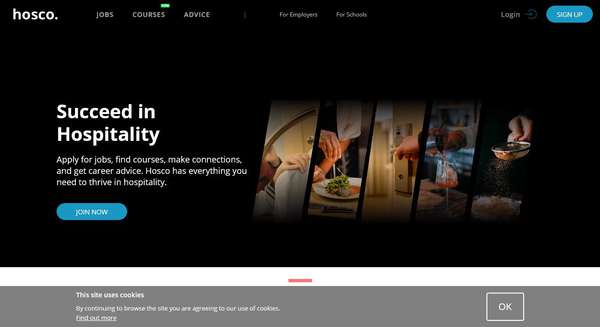 hosco.
JOBS
COURSES
NEW
ADVICE
|
For Employers
For Schools
Login
SIGN UP
Succeed in
Hospitality
Apply for jobs, find courses, make connections,
and get career advice. Hosco has everything you
need to thrive in hospitality.
JOIN NOW
This site uses cookies
By continuing to browse the site you are agreeing to our use of cookies.
Find out more
OK